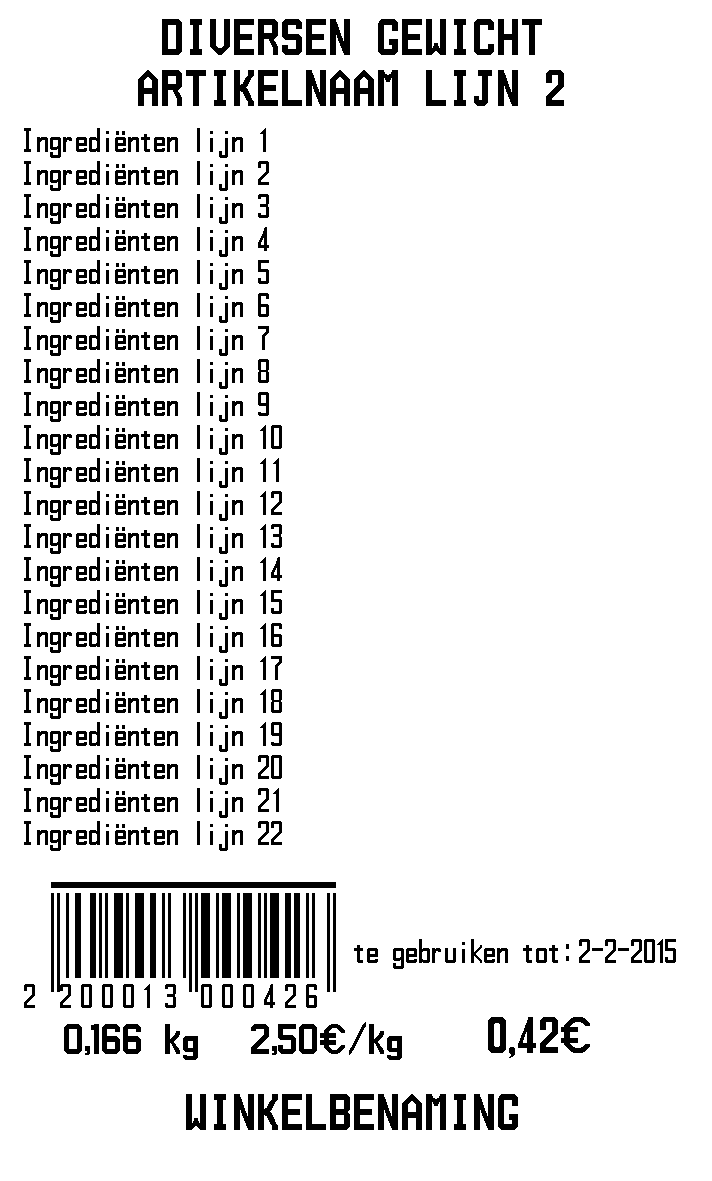 DIVERSEN GEWICHT
ARTIKELNAAM LIJN 2
Ingrediënten lijn 1
Ingrediënten lijn 2
Ingrediënten lijn 3
Ingrediënten lijn 4
Ingrediënten lijn 5
Ingrediënten lijn 6
Ingrediënten lijn 7
Ingrediënten lijn 8
Ingrediënten lijn 9
Ingrediënten lijn 10
Ingrediënten lijn 11
Ingrediënten lijn 12
Ingrediënten lijn 13
Ingrediënten lijn 14
Ingrediënten lijn 15
Ingrediënten lijn 16
Ingrediënten lijn 17
Ingrediënten lijn 18
Ingrediënten lijn 19
Ingrediënten lijn 20
Ingrediënten lijn 21
Ingrediënten lijn 22
te gebruiken tot: 2-2-2015
2 200013 000426
0,166 kg 2,50€/kg 0,42€
WINKELBENAMING